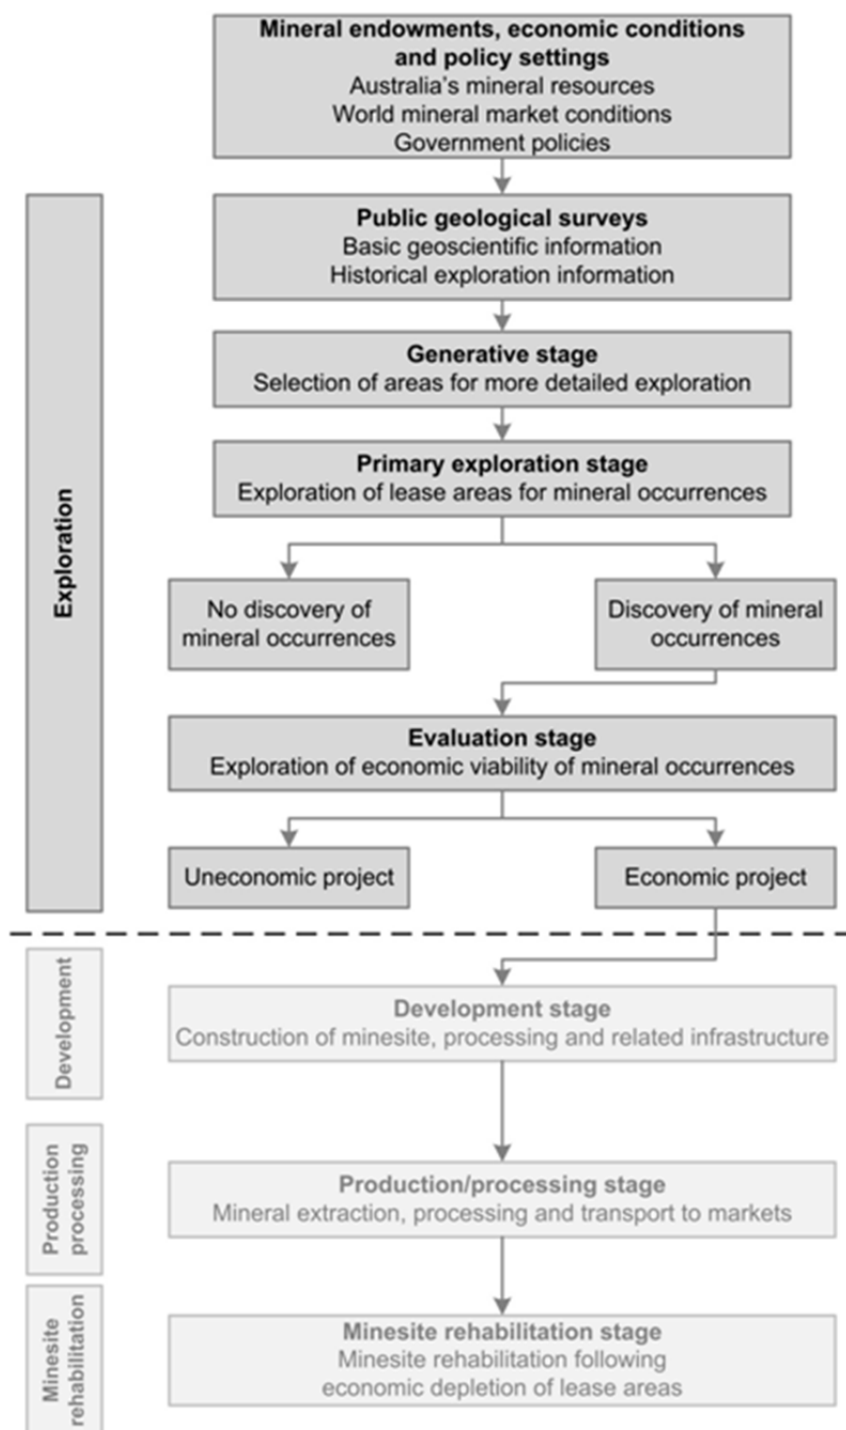 Mineral endowments, economic conditions
and policy settings
Australia's mineral resources
World mineral market conditions
Government policies
Exploration
Public geological surveys
Basic geoscientific information
Historical exploration information
Generative stage
Selection of areas for more detailed exploration
Primary exploration stage
Exploration of lease areas for mineral occurrences
No discovery of
mineral occurrences
Discovery of mineral
occurrences
Evaluation stage
Exploration of economic viability of mineral occurrences
Uneconomic project
Economic project
Development
Development stage
Construction of minesite, processing and related infrastructure
Production
processing
Production/processing stage
Mineral extraction, processing and transport to markets
Minesite
rehabilitation
Minesite rehabilitation stage
Minesite rehabilitation following
economic depletion of lease areas